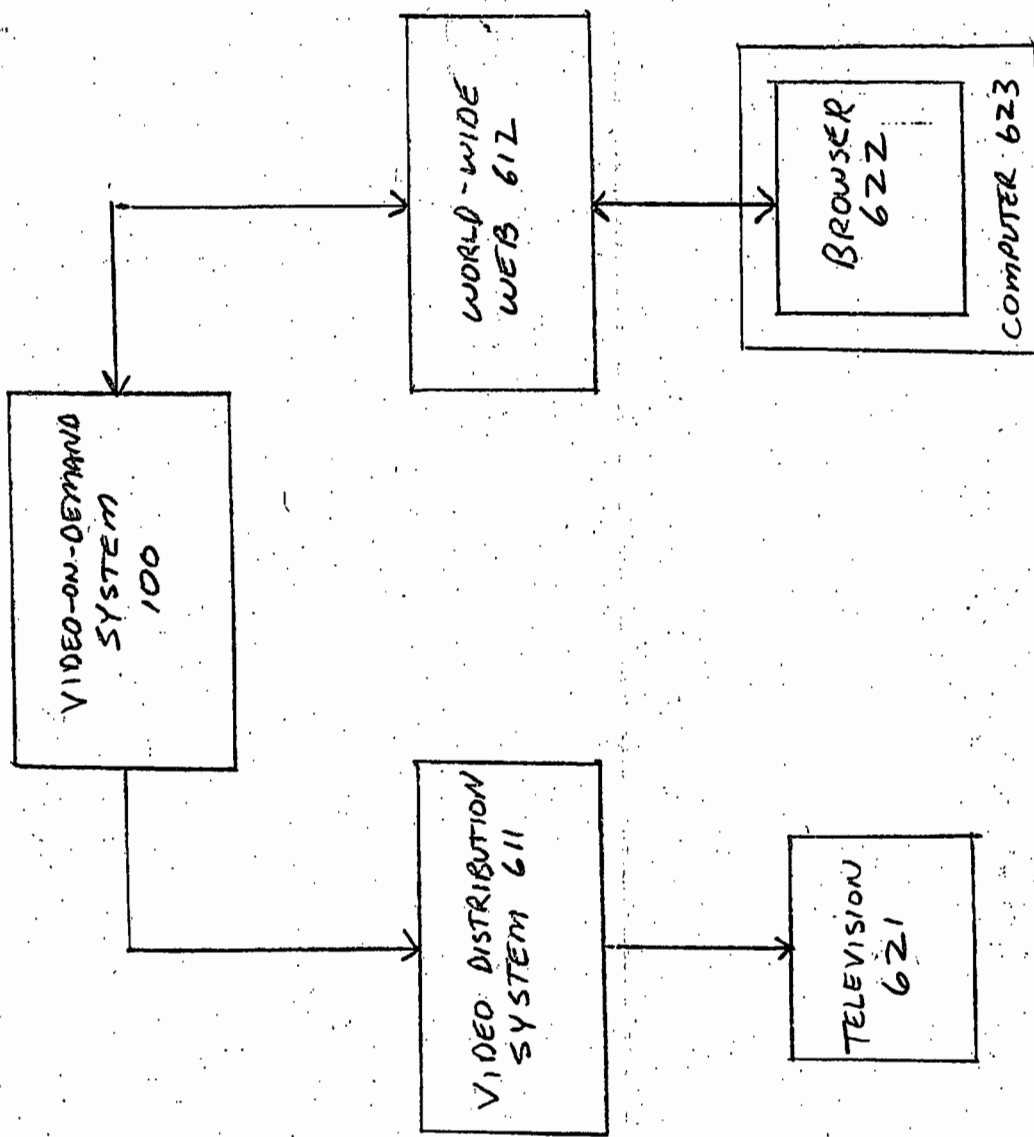 VIDEO-ON-DEMAND
SYSTEM
100
VIDEO DISTRIBUTION
SYSTEM 611
WORLD-WIDE
WEB 612
TELEVISION
621
BROWSER
622
COMPUTER 623